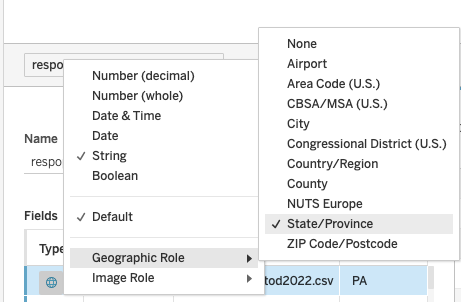 respo
Name
respo
Fields
Type
Number (decimal)
Number (whole)
Date & Time
Date
✓ String
Boolean
✓ Default
Geographic Role
Image Role
None
Airport
Area Code (U.S.)
CBSA/MSA (U.S.)
City
Congressional District (U.S.)
Country/Region
County
NUTS Europe
✓ State/Province
ZIP Code/Postcode
tod2022.csv PA